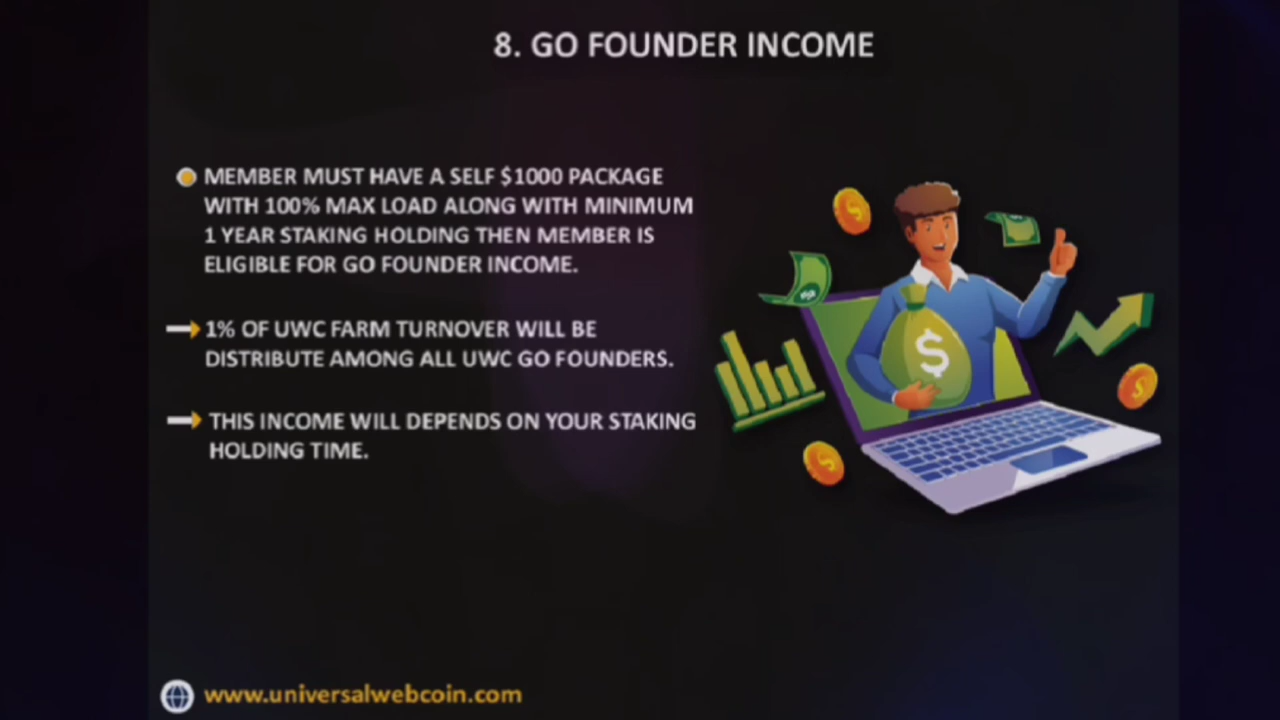 8. GO FOUNDER INCOME
MEMBER MUST HAVE A SELF $1000 PACKAGE
WITH 100% MAX LOAD ALONG WITH MINIMUM
1 YEAR STAKING HOLDING THEN MEMBER IS
ELIGIBLE FOR GO FOUNDER INCOME.
1% OF UWC FARM TURNOVER WILL BE
DISTRIBUTE AMONG ALL UWC GO FOUNDERS.
THIS INCOME WILL DEPENDS ON YOUR STAKING
HOLDING TIME.
www.universalwebcoin.com